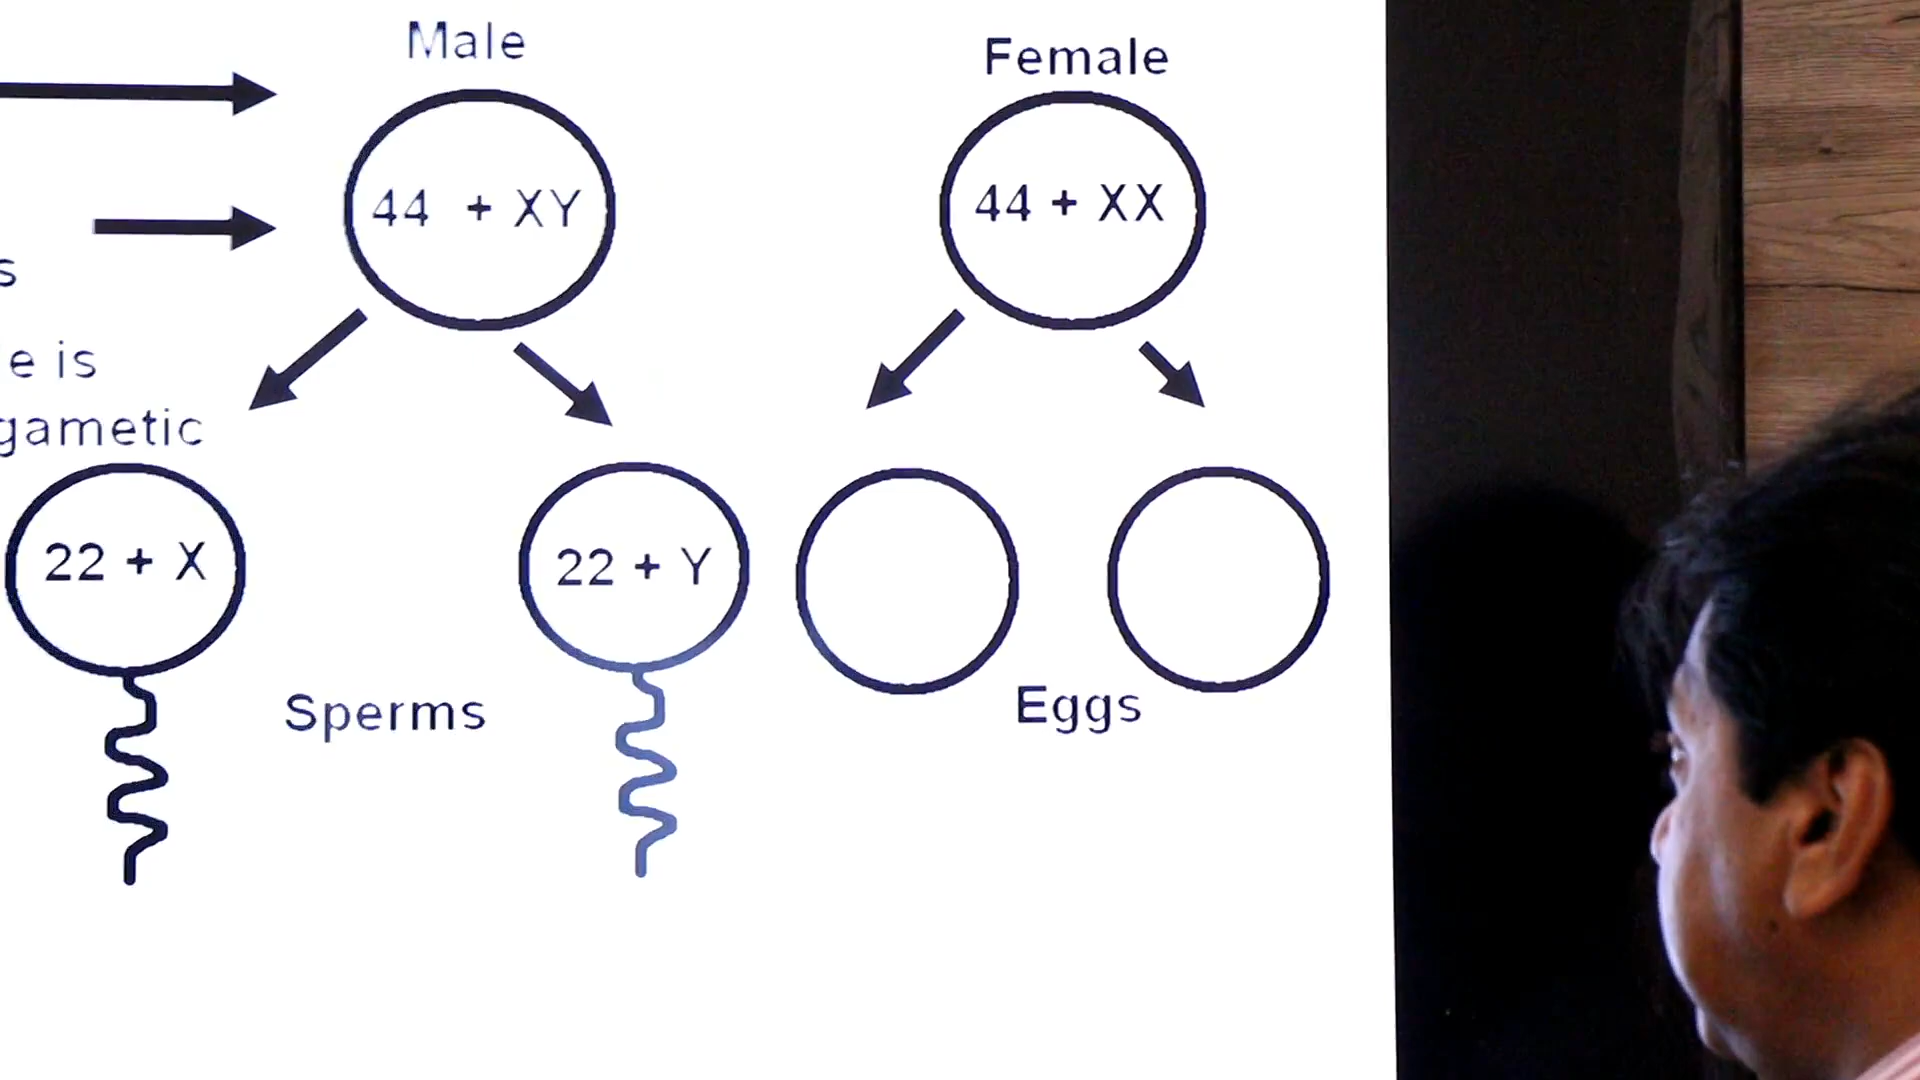 Male
Female
44 + XY
44 + XX
s
e is
gametic
22 + X
22 + Y
Sperms
Eggs